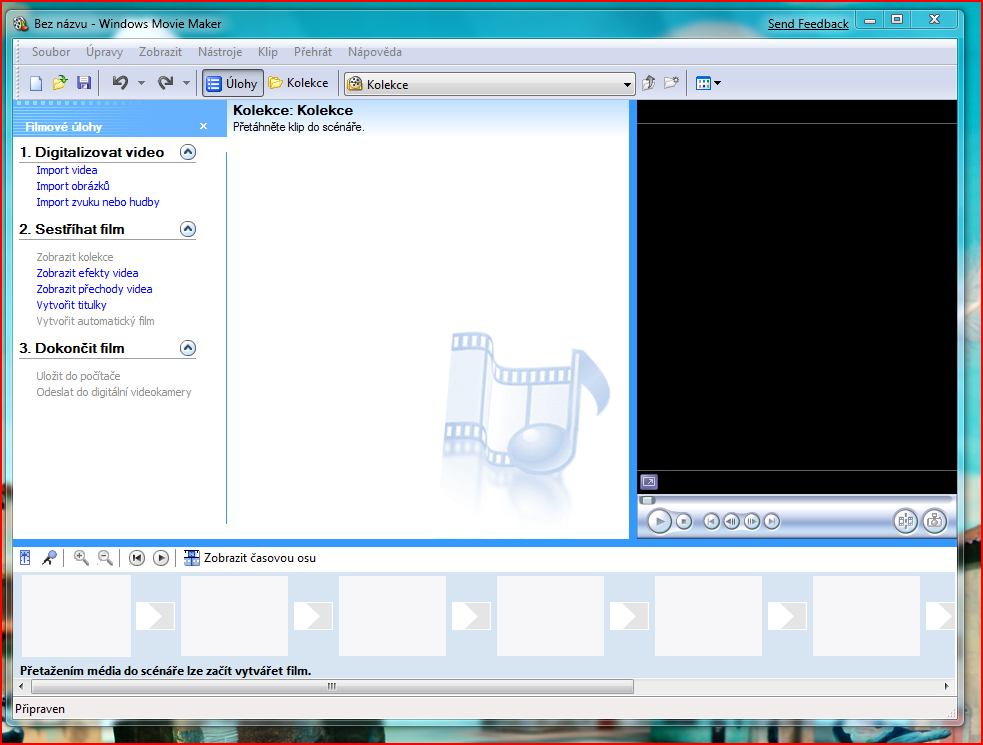 Bez názvu - Windows Movie Maker
Send Feedback
Soubor Úpravy Zobrazit Nástroje Klip Přehrát Nápověda
Úlohy Kolekce Kolekce
Filmové úlohy
Kolekce: Kolekce
Přetáhněte klip do scénáře.
1. Digitalizovat video
Import videa
Import obrázků
Import zvuku nebo hudby
2. Sestříhat film
Zobrazit kolekce
Zobrazit efekty videa
Zobrazit přechody videa
Vytvořit titulky
Vytvořit automatický film
3. Dokončit film
Uložit do počítače
Odeslat do digitální videokamery
Zobrazit časovou osu
Přetažením média do scénáře lze začít vytvářet film.
Připraven